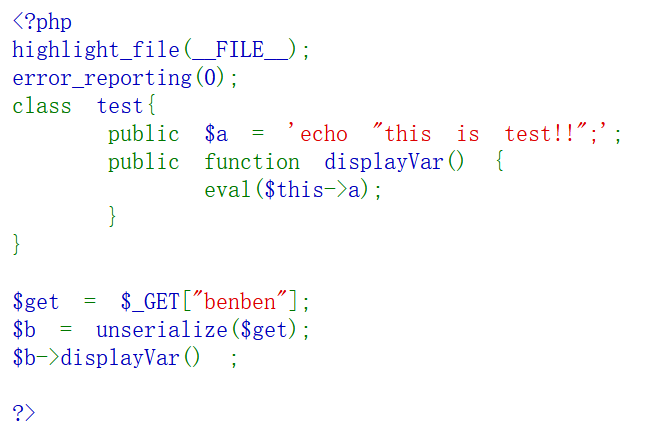 <?php
highlight_file(__FILE__);
error_reporting(0);
class test{
public $a = 'echo "this is test!!";';
public function displayVar() {
eval($this->a);
}
}
$get = $_GET["benben"];
$b = unserialize($get);
$b->displayVar() ;
?>